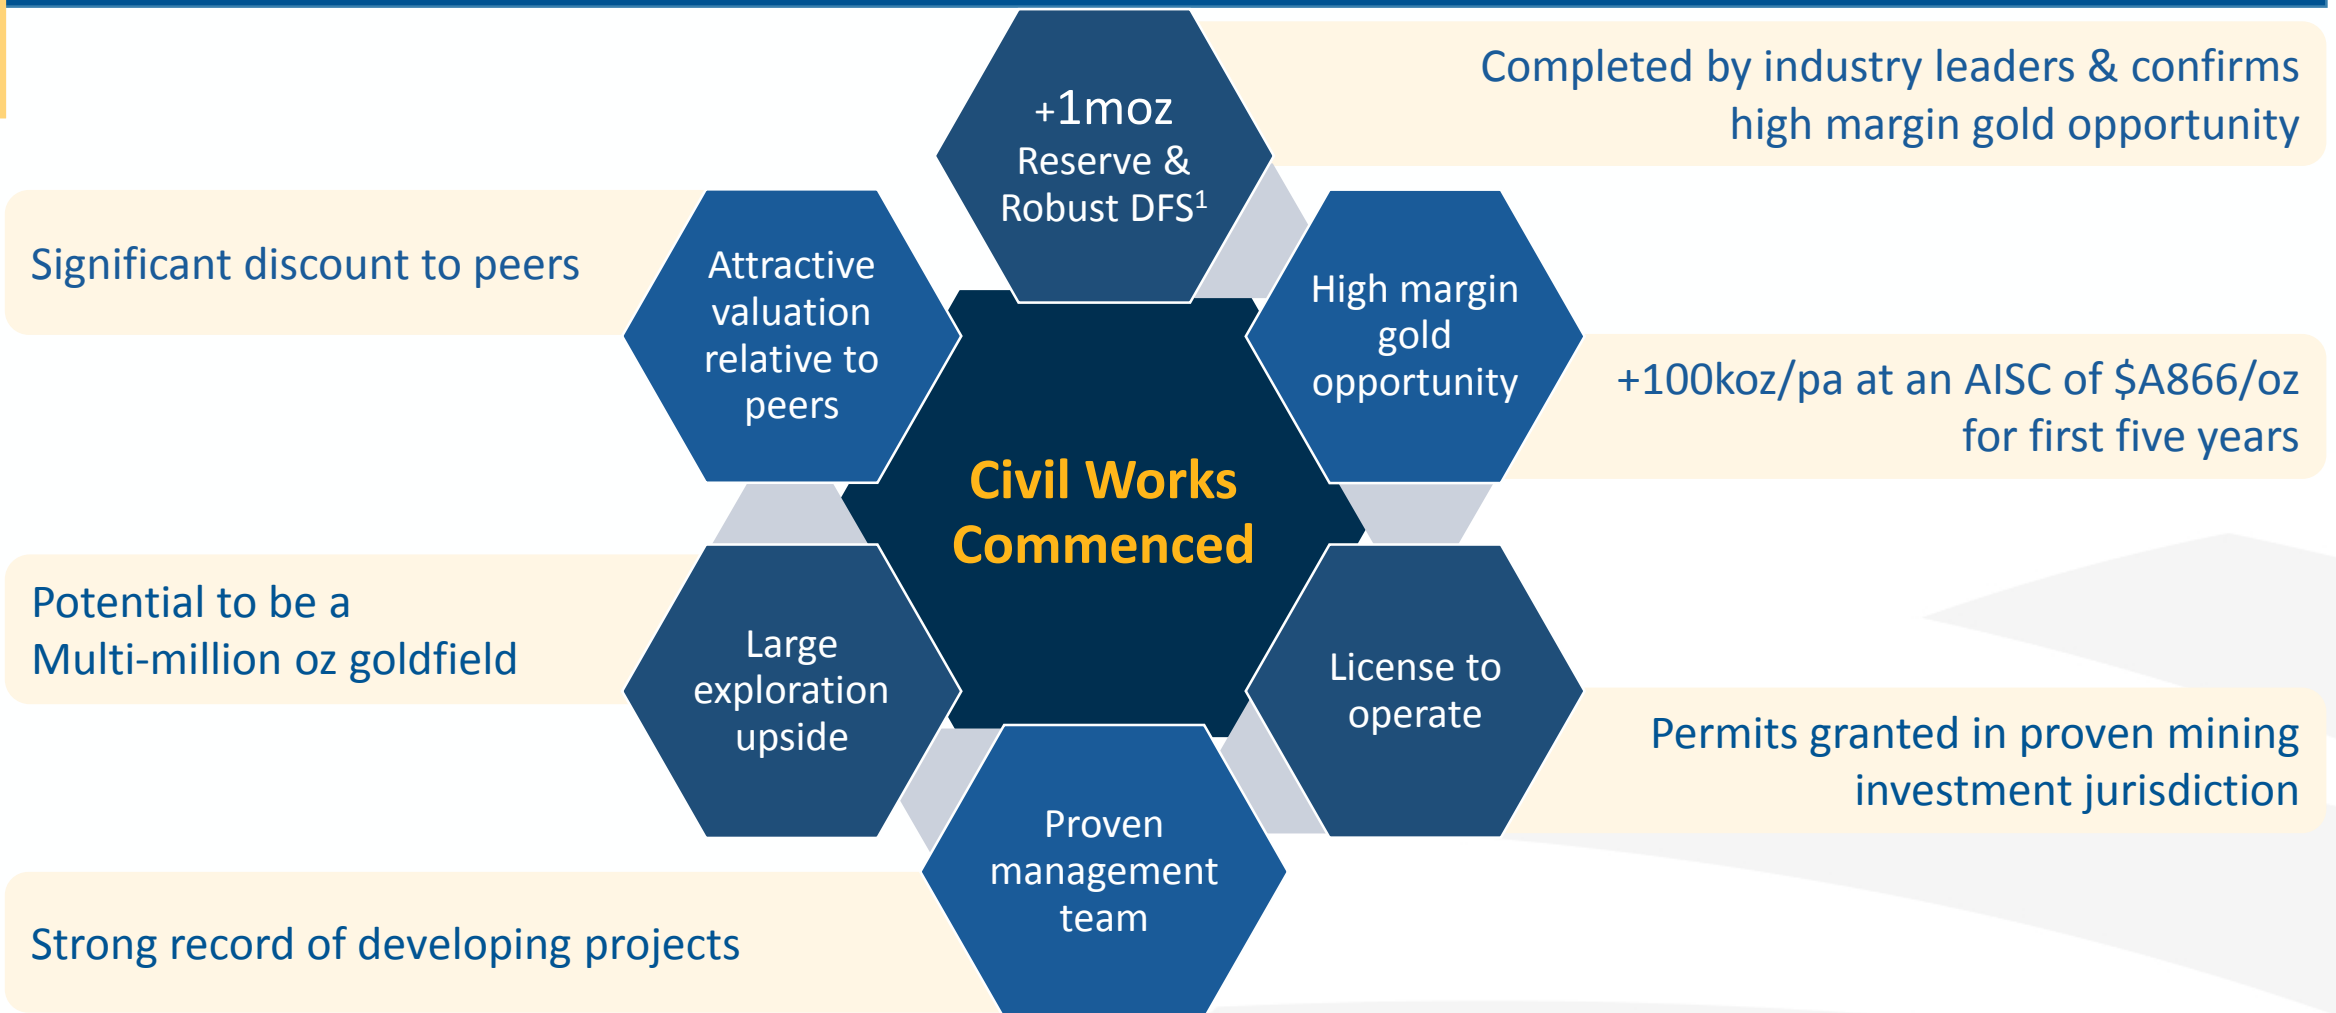 +1moz
Reserve &
Robust DFS¹
Completed by industry leaders & confirms
high margin gold opportunity
High margin
gold
opportunity
+100koz/pa at an AISC of $A866/oz
for first five years
License to
operate
Permits granted in proven mining
investment jurisdiction
Proven
management
team
Strong record of developing projects
Large
exploration
upside
Potential to be a
Multi-million oz goldfield
Attractive
valuation
relative to
peers
Significant discount to peers
Civil Works
Commenced